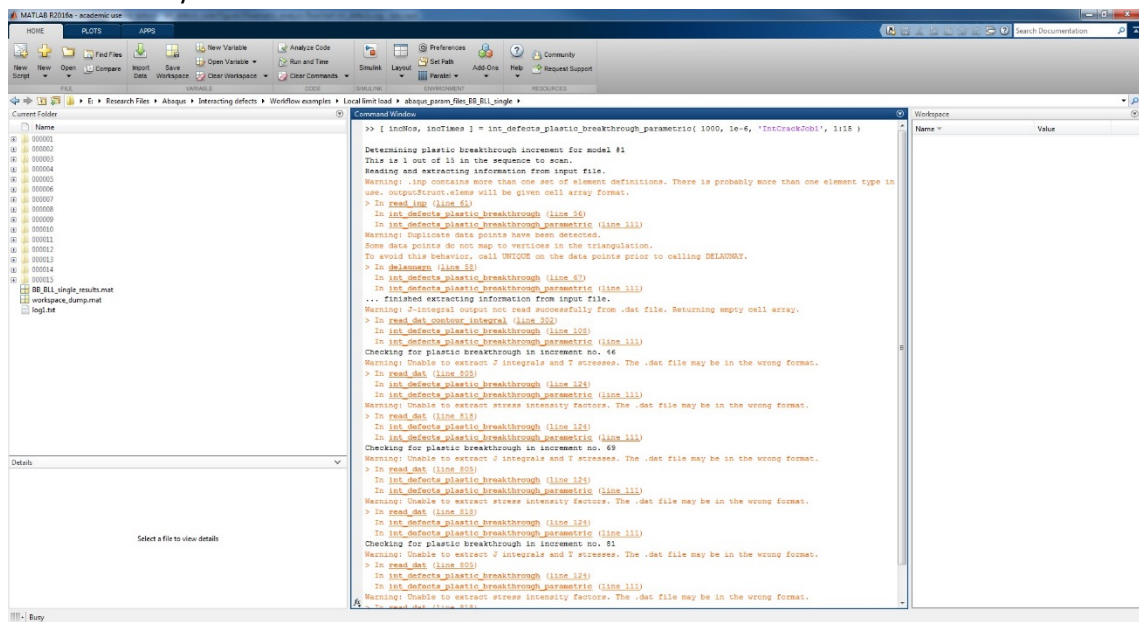 MATLAB R2016a - academic use
HOME PLOTS APPS
Search Documentation
New Script
New
Open
Find Files
Compare
Import Data
Save Workspace
New Variable
Open Variable
Clear Workspace
Analyze Code
Run and Time
Clear Commands
Simulink
Layout
Preferences
Set Path
Parallel
Add-Ons
Help
Community
Request Support
FILE VARIABLE CODE SIMULINK ENVIRONMENT RESOURCES
E: Research Files Abaqus Interacting defects Workflow examples Local limit load abaqus_param_files_BB_BLL_single
Current Folder
Name
000001
000002
000003
000004
000005
000006
000007
000008
000009
000010
000011
000012
000013
000014
000015
BB_BLL_single_results.mat
workspace_dump.mat
log1.txt
Details
Select a file to view details
Command Window
>> [ incNos, incTimes ] = int_defects_plastic_breakthrough_parametric( 1000, 1e-6, 'IntCrackJob1', 1:15 )
Determining plastic breakthrough increment for model #1
This is 1 out of 15 in the sequence to scan.
Reading and extracting information from input file.
Warning: .inp contains more than one set of element definitions. There is probably more than one element type in
use. outputStruct.elems will be given cell array format.
> In read_inp (line 61)
In int_defects_plastic_breakthrough (line 56)
In int_defects_plastic_breakthrough_parametric (line 111)
Warning: Duplicate data points have been detected.
Some data points do not map to vertices in the triangulation.
To avoid this behavior, call UNIQUE on the data points prior to calling DELAUNAY.
> In delaunayn (line 58)
In int_defects_plastic_breakthrough (line 67)
In int_defects_plastic_breakthrough_parametric (line 111)
... finished extracting information from input file.
Warning: J-integral output not read successfully from .dat file. Returning empty cell array.
> In read_dat_contour_integral (line 302)
In int_defects_plastic_breakthrough (line 108)
In int_defects_plastic_breakthrough_parametric (line 111)
Checking for plastic breakthrough in increment no. 46
Warning: Unable to extract J integrals and T stresses. The .dat file may be in the wrong format.
> In read_dat (line 805)
In int_defects_plastic_breakthrough (line 124)
In int_defects_plastic_breakthrough_parametric (line 111)
Warning: Unable to extract stress intensity factors. The .dat file may be in the wrong format.
> In read_dat (line 818)
In int_defects_plastic_breakthrough (line 124)
In int_defects_plastic_breakthrough_parametric (line 111)
Checking for plastic breakthrough in increment no. 69
Warning: Unable to extract J integrals and T stresses. The .dat file may be in the wrong format.
> In read_dat (line 805)
In int_defects_plastic_breakthrough (line 124)
In int_defects_plastic_breakthrough_parametric (line 111)
Warning: Unable to extract stress intensity factors. The .dat file may be in the wrong format.
> In read_dat (line 818)
In int_defects_plastic_breakthrough (line 124)
In int_defects_plastic_breakthrough_parametric (line 111)
Checking for plastic breakthrough in increment no. 81
Warning: Unable to extract J integrals and T stresses. The .dat file may be in the wrong format.
> In read_dat (line 805)
In int_defects_plastic_breakthrough (line 124)
In int_defects_plastic_breakthrough_parametric (line 111)
Warning: Unable to extract stress intensity factors. The .dat file may be in the wrong format.
> In read_dat (line 818)
fx
Workspace
Name Value
Busy